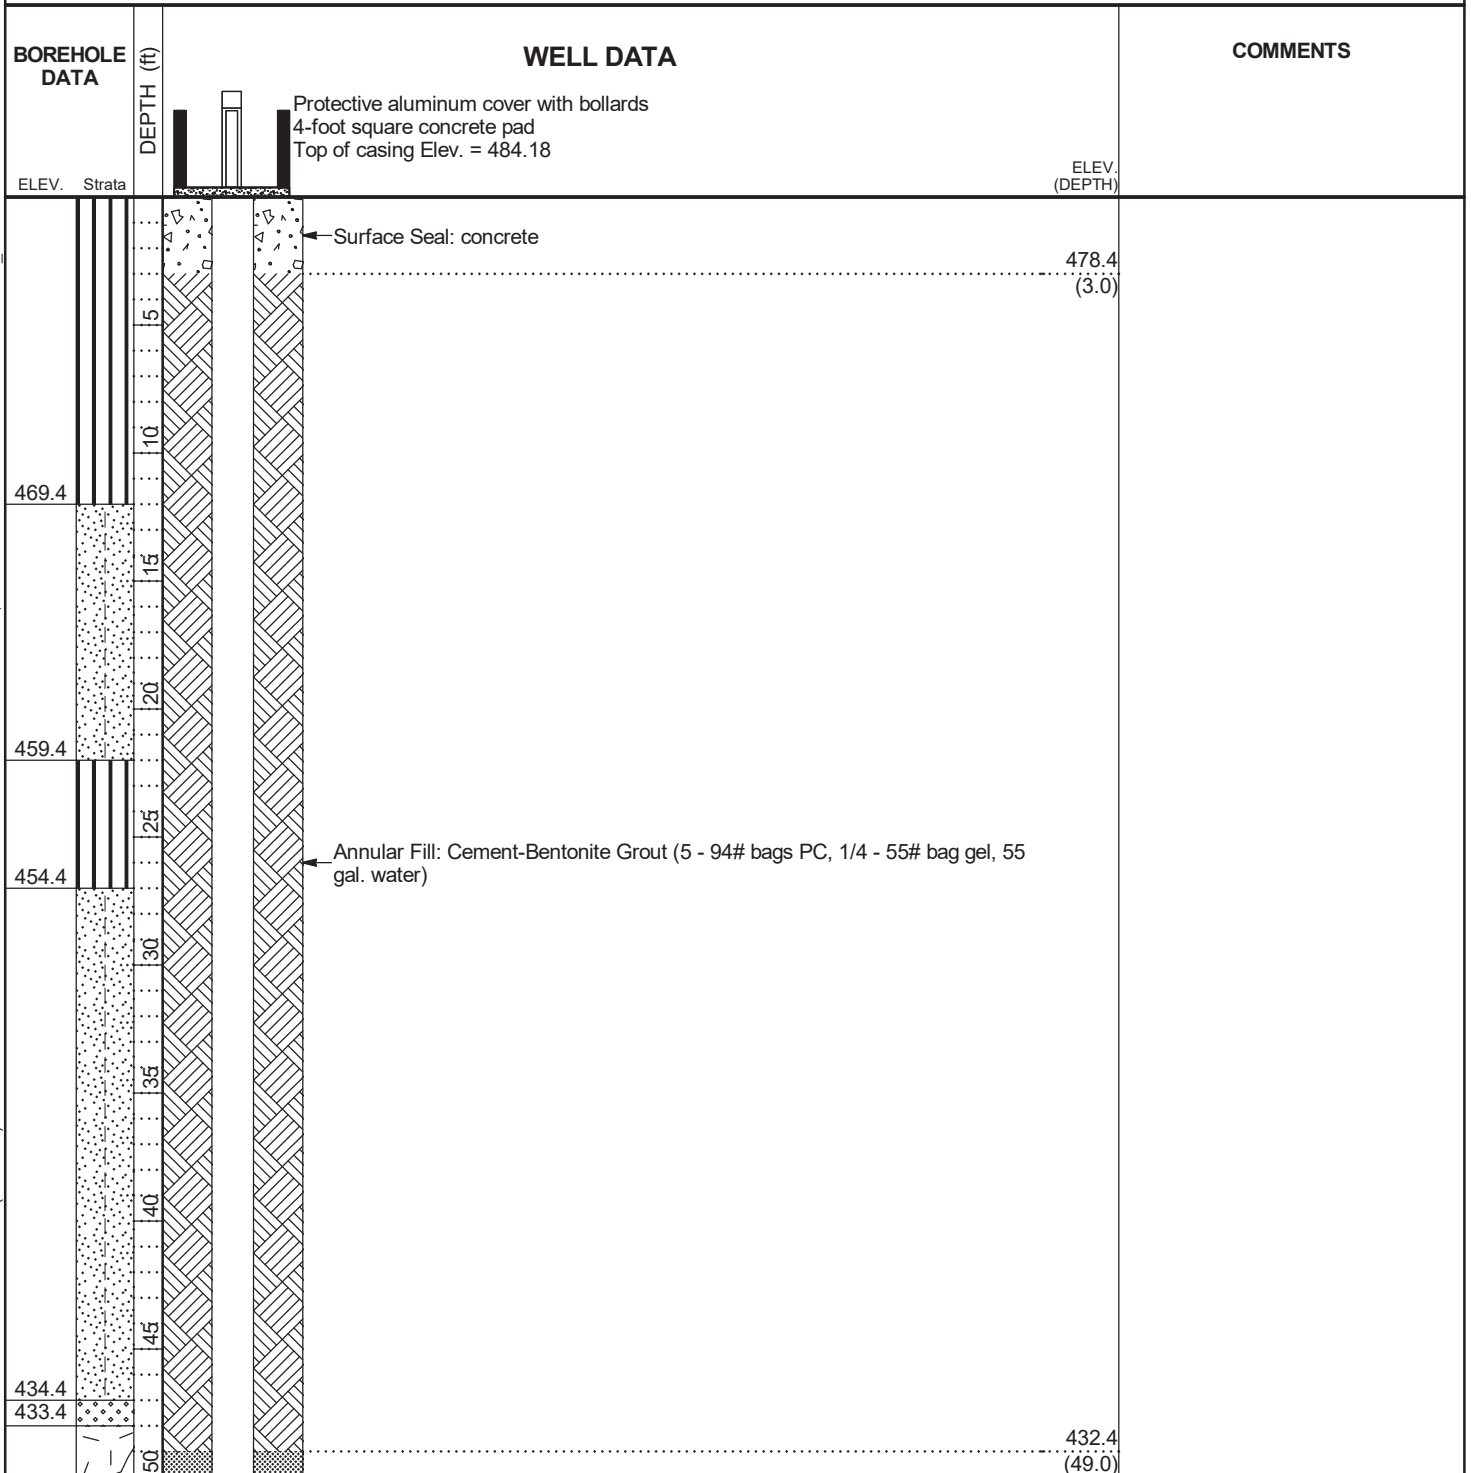 BOREHOLE
DATA
DEPTH (ft)
WELL DATA
COMMENTS
Protective aluminum cover with bollards
4-foot square concrete pad
Top of casing Elev. = 484.18
ELEV. Strata
ELEV.
(DEPTH)
Surface Seal: concrete
478.4
(3.0)
5
10
469.4
15
20
459.4
25
Annular Fill: Cement-Bentonite Grout (5 - 94# bags PC, 1/4 - 55# bag gel, 55
gal. water)
454.4
30
35
40
45
434.4
433.4
432.4
(49.0)
50